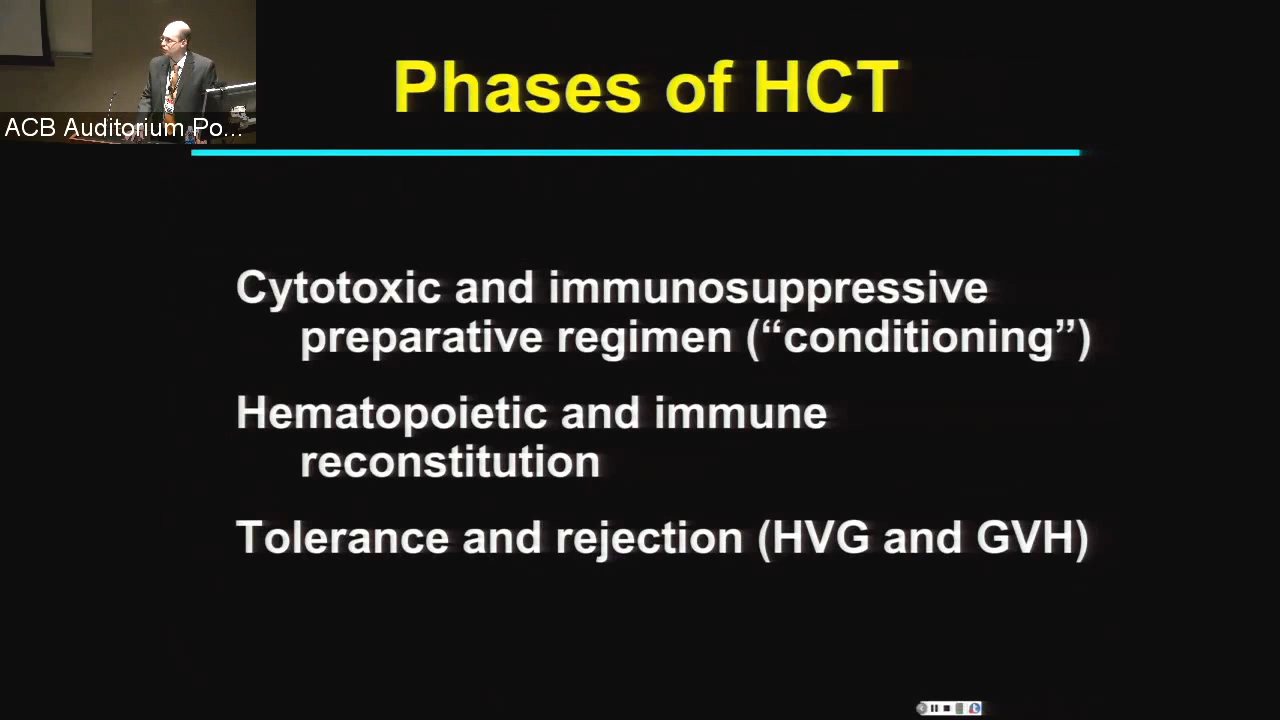 Phases of HCT
ACB Auditorium Po...
Cytotoxic and immunosuppressive
preparative regimen (“conditioning”)
Hematopoietic and immune
reconstitution
Tolerance and rejection (HVG and GVH)